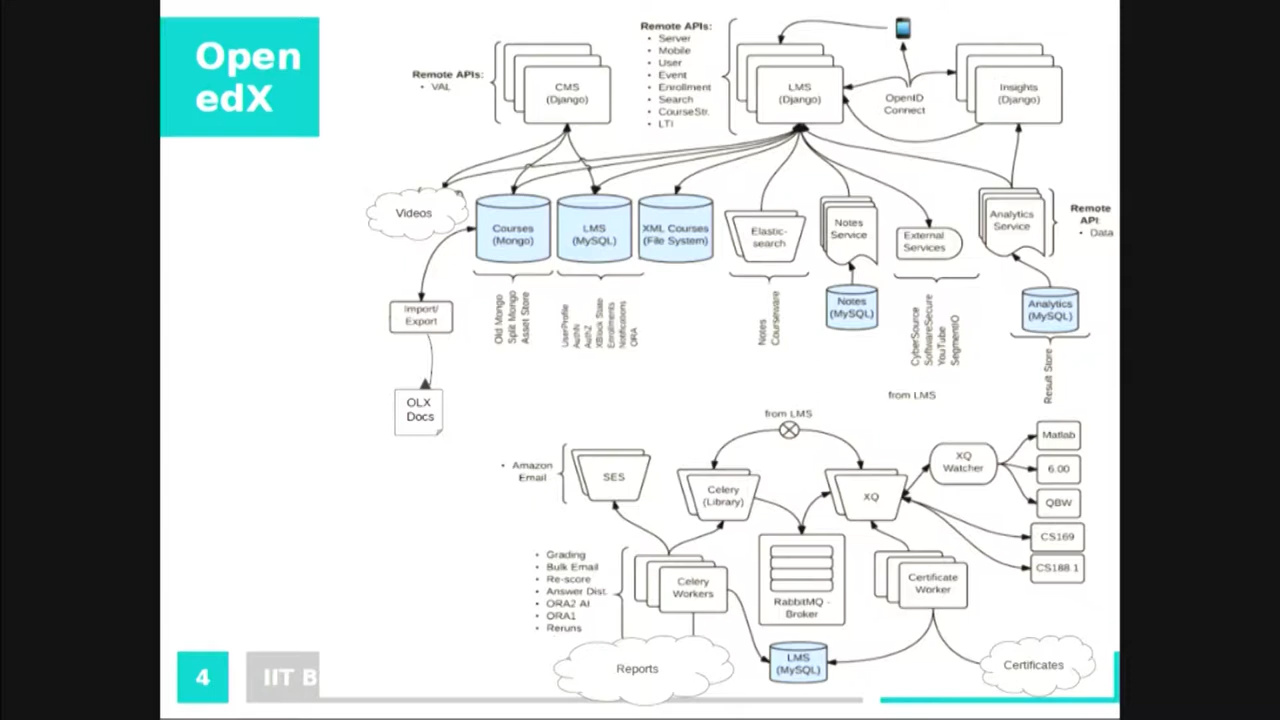 Open
edX
Remote APIs:
• VAL
CMS
(Django)
Remote APIs:
• Server
• Mobile
• User
• Event
• Enrollment
• Search
• CourseStr.
• LTI
LMS
(Django)
OpenID
Connect
Insights
(Django)
Videos
Courses
(Mongo)
LMS
(MySQL)
XML Courses
(File System)
Elastic-
search
Notes
Service
External
Services
Analytics
Service
Remote
API:
• Data
Notes
(MySQL)
Analytics
(MySQL)
Import/
Export
Old Mongo
Split Mongo
Asset Store
UserProfile
AuthN
AuthZ
XBlock State
Enrollments
Notifications
ORA
Notes
Courseware
CyberSource
SoftwareSecure
YouTube
SegmentIO
Result Store
OLX
Docs
from LMS
from LMS
• Amazon
Email
SES
Celery
(Library)
XQ
XQ
Watcher
Matlab
6.00
QBW
CS169
CS188.1
• Grading
• Bulk Email
• Re-score
• Answer Dist.
• ORA2 AI
• ORA1
• Reruns
Celery
Workers
RabbitMQ -
Broker
Certificate
Worker
Reports
LMS
(MySQL)
Certificates
4
IIT B